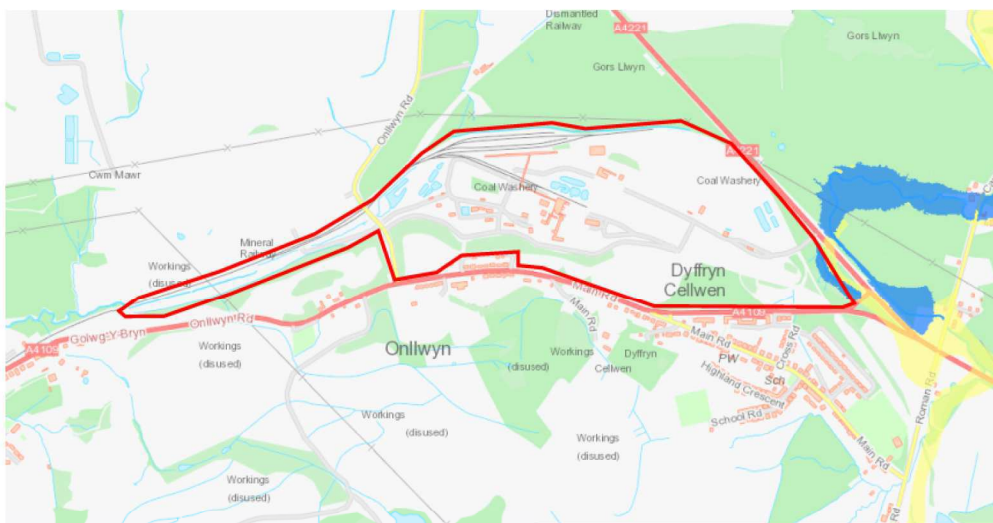 Dismantled
Railway
A4221
Gors Llwyn
Gors Llwyn
Onllwyn Rd
Cwm Mawr
A4221
Coal Washery
Coal Washery
Mineral
Railway
Workings
(disused)
Dyffryn
Cellwen
Main Rd
A4109
Golwg-Y-Bryn
Onllwyn Rd
A4109
Workings
(disused)
Onllwyn
Main Rd
Main Rd
Workings
(disused)
Dyffryn
Cellwen
PW
Cross Rd
Sch
Highland Crescent
School Rd
Roman Rd
Workings
(disused)
Workings
(disused)
Main Rd
Workings
(disused)
Rd